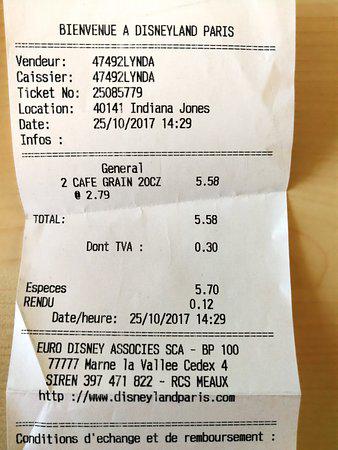 BIENVENUE A DISNEYLAND PARIS
Vendeur: 47492LYNDA
Caissier: 47492LYNDA
Ticket No: 25085779
Location: 40141 Indiana Jones
Date: 25/10/2017 14:29
Infos :
General
2 CAFE GRAIN 20CZ 5.58
@ 2.79
TOTAL: 5.58
Dont TVA : 0.30
Especes 5.70
RENDU 0.12
Date/heure: 25/10/2017 14:29
EURO DISNEY ASSOCIES SCA - BP 100
77777 Marne la Vallee Cedex 4
SIREN 397 471 822 - RCS MEAUX
http ://www.disneylandparis.com
Conditions d'echange et de remboursement :